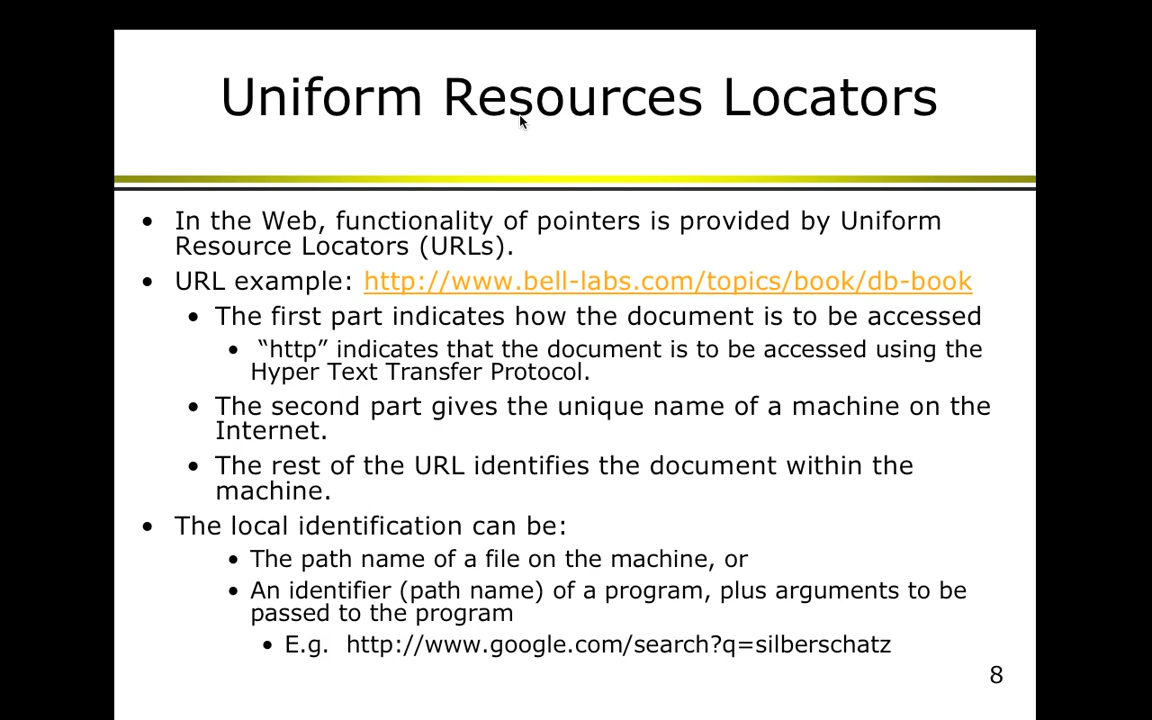 Uniform Resources Locators
• In the Web, functionality of pointers is provided by Uniform
Resource Locators (URLs).
• URL example: http://www.bell-labs.com/topics/book/db-book
• The first part indicates how the document is to be accessed
• “http” indicates that the document is to be accessed using the
Hyper Text Transfer Protocol.
• The second part gives the unique name of a machine on the
Internet.
• The rest of the URL identifies the document within the
machine.
• The local identification can be:
• The path name of a file on the machine, or
• An identifier (path name) of a program, plus arguments to be
passed to the program
• E.g. http://www.google.com/search?q=silberschatz
8